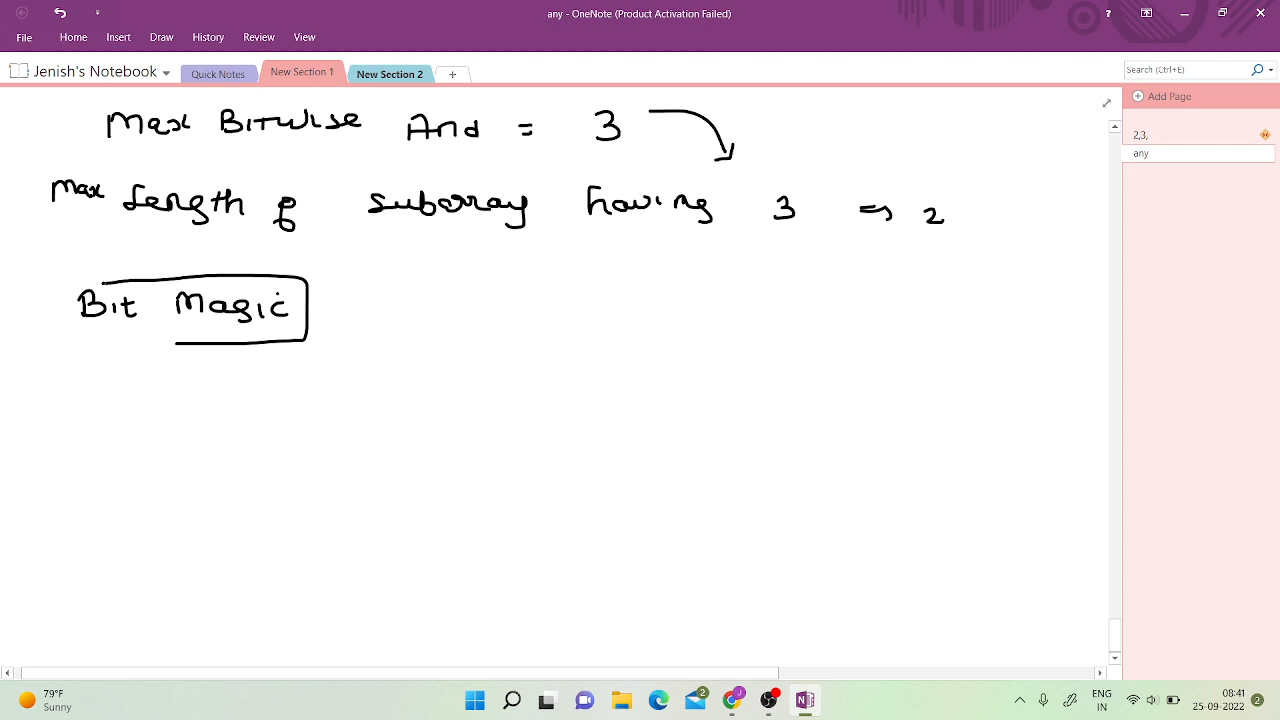 any - OneNote (Product Activation Failed)
File Home Insert Draw History Review View
Jenish's Notebook Quick Notes New Section 1 New Section 2 Search (Ctrl+E)
Add Page
2,3,
any
Max Bitwise And = 3
Max Length of subarray having 3 => 2
Bit Magic
79°F
Sunny
2
J
ENG
IN
08:41
25-09-2022
2